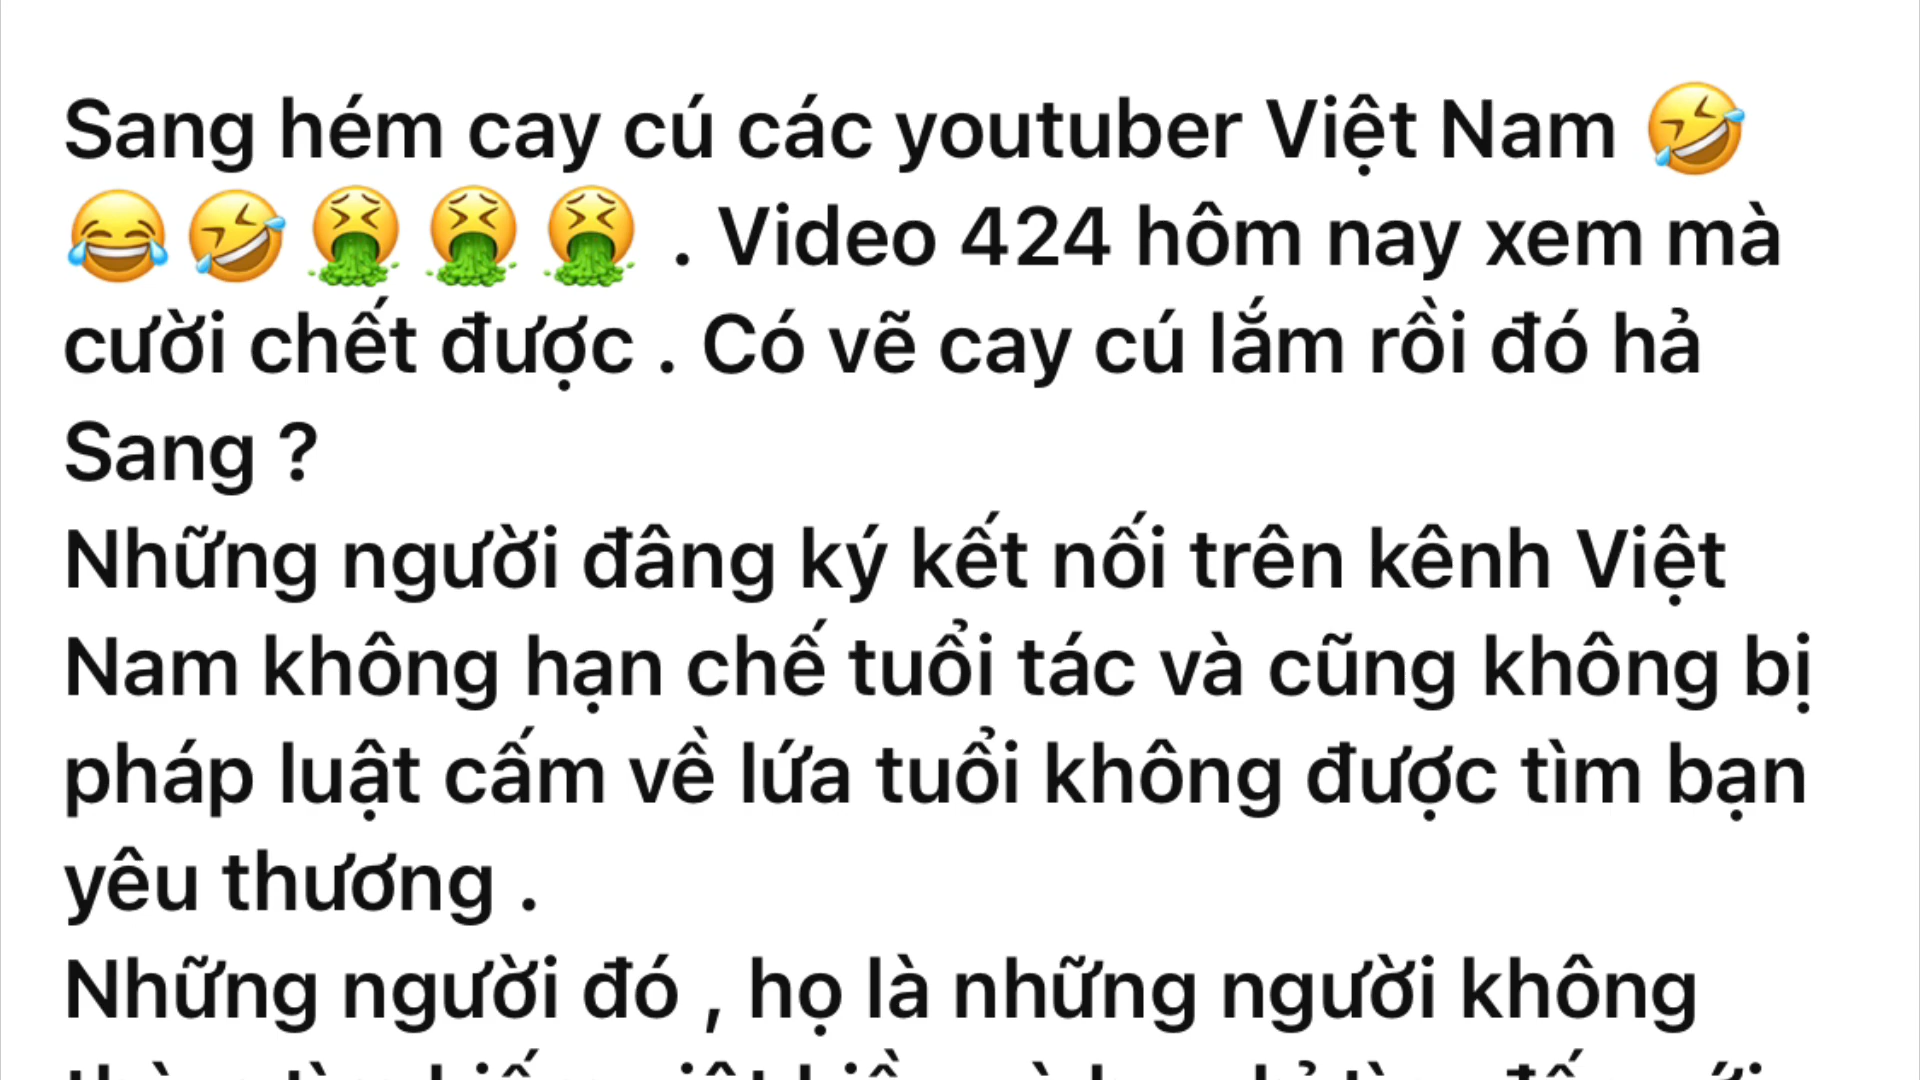 Sang hém cay cú các youtuber Việt Nam 🤣
😂🤣🤮🤮🤮 . Video 424 hôm nay xem mà
cười chết được . Có vẽ cay cú lắm rồi đó hả
Sang ?
Những người đâng ký kết nối trên kênh Việt
Nam không hạn chế tuổi tác và cũng không bị
pháp luật cấm về lứa tuổi không được tìm bạn
yêu thương .
Những người đó , họ là những người không